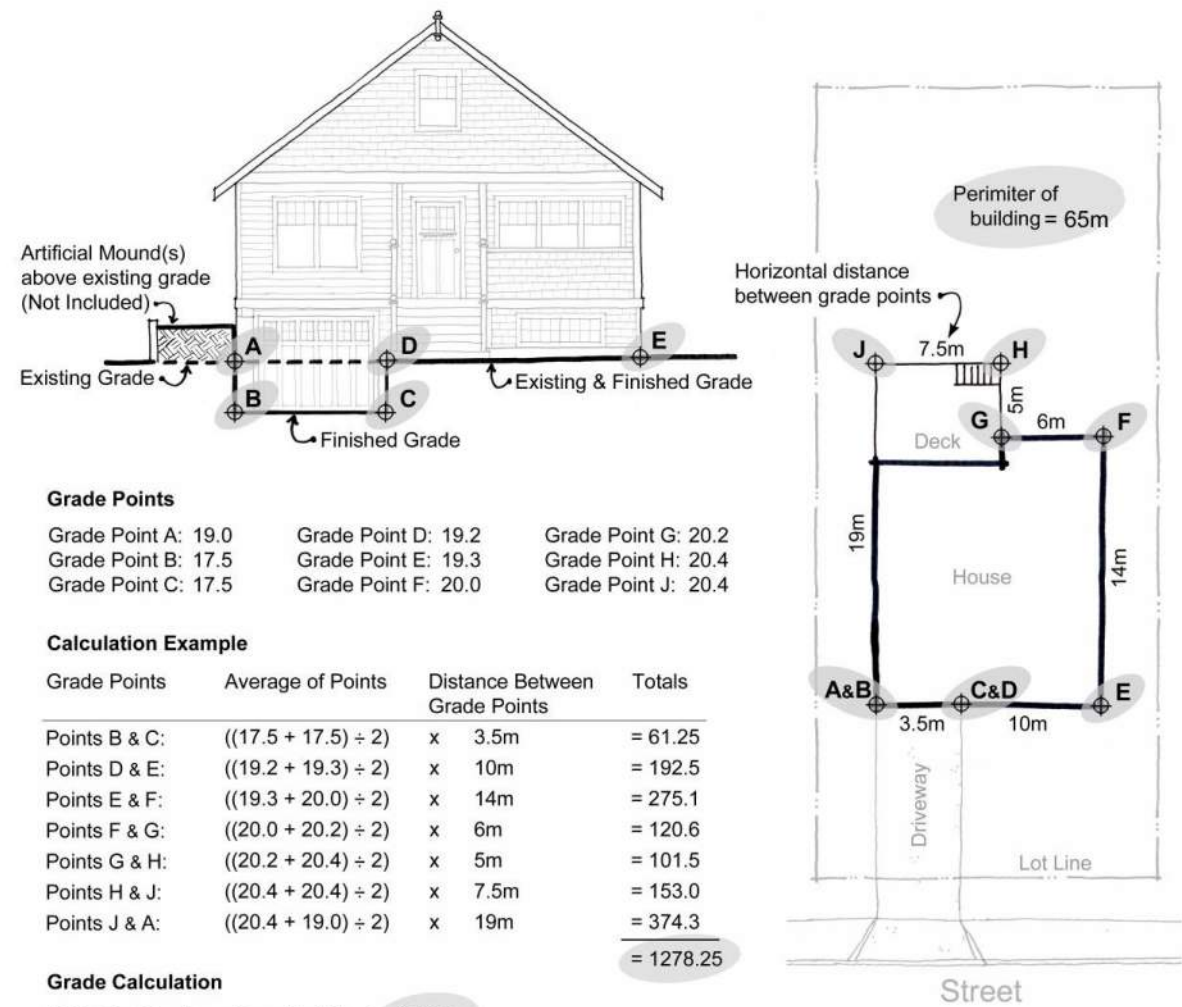 Artificial Mound(s)
above existing grade
(Not Included)
Existing Grade
A
D
E
B
C
Existing & Finished Grade
Finished Grade
Perimiter of
building = 65m
Horizontal distance
between grade points
J
7.5m
H
5m
G
6m
F
Deck
19m
House
14m
A&B
C&D
E
3.5m
10m
Driveway
Lot Line
Street
Grade Points
Grade Point A: 19.0 Grade Point D: 19.2 Grade Point G: 20.2
Grade Point B: 17.5 Grade Point E: 19.3 Grade Point H: 20.4
Grade Point C: 17.5 Grade Point F: 20.0 Grade Point J: 20.4
Calculation Example
Grade Points Average of Points Distance Between Totals
Grade Points
Points B & C: ((17.5 + 17.5) ÷ 2) x 3.5m = 61.25
Points D & E: ((19.2 + 19.3) ÷ 2) x 10m = 192.5
Points E & F: ((19.3 + 20.0) ÷ 2) x 14m = 275.1
Points F & G: ((20.0 + 20.2) ÷ 2) x 6m = 120.6
Points G & H: ((20.2 + 20.4) ÷ 2) x 5m = 101.5
Points H & J: ((20.4 + 20.4) ÷ 2) x 7.5m = 153.0
Points J & A: ((20.4 + 19.0) ÷ 2) x 19m = 374.3
= 1278.25
Grade Calculation